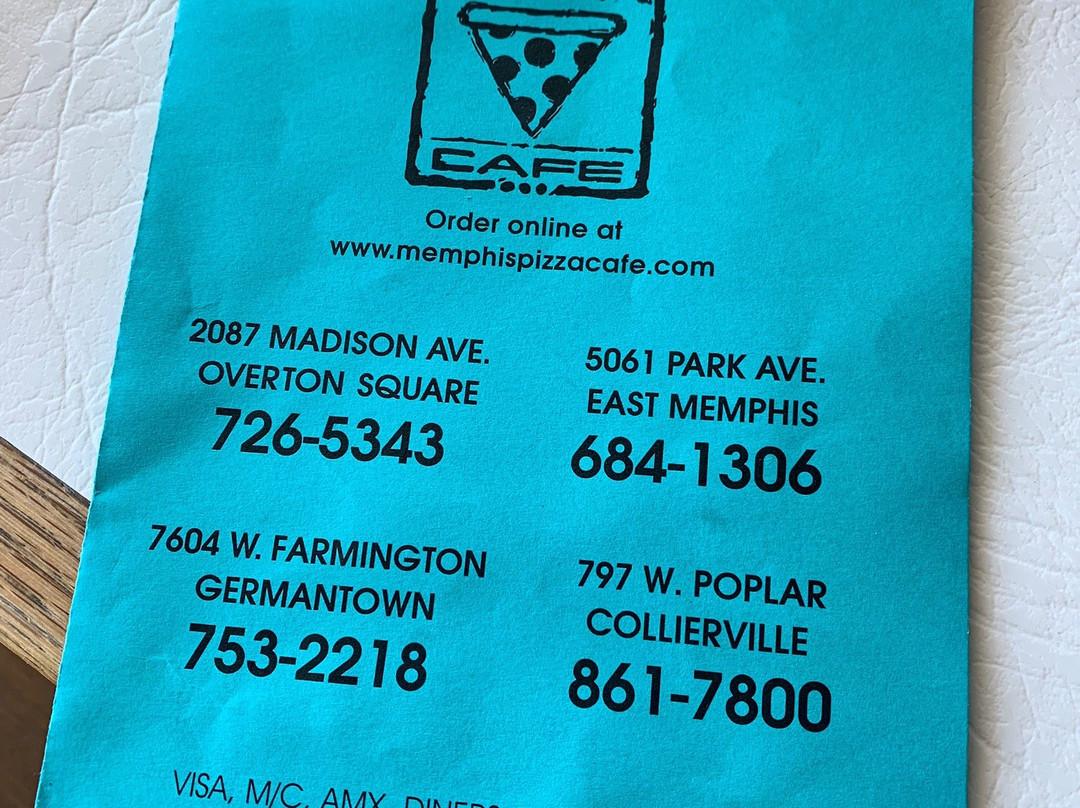 CAFE
Order online at
www.memphispizzacafe.com
2087 MADISON AVE.
OVERTON SQUARE
726-5343
5061 PARK AVE.
EAST MEMPHIS
684-1306
7604 W. FARMINGTON
GERMANTOWN
753-2218
797 W. POPLAR
COLLIERVILLE
861-7800
VISA, M/C, AMX, DINERS